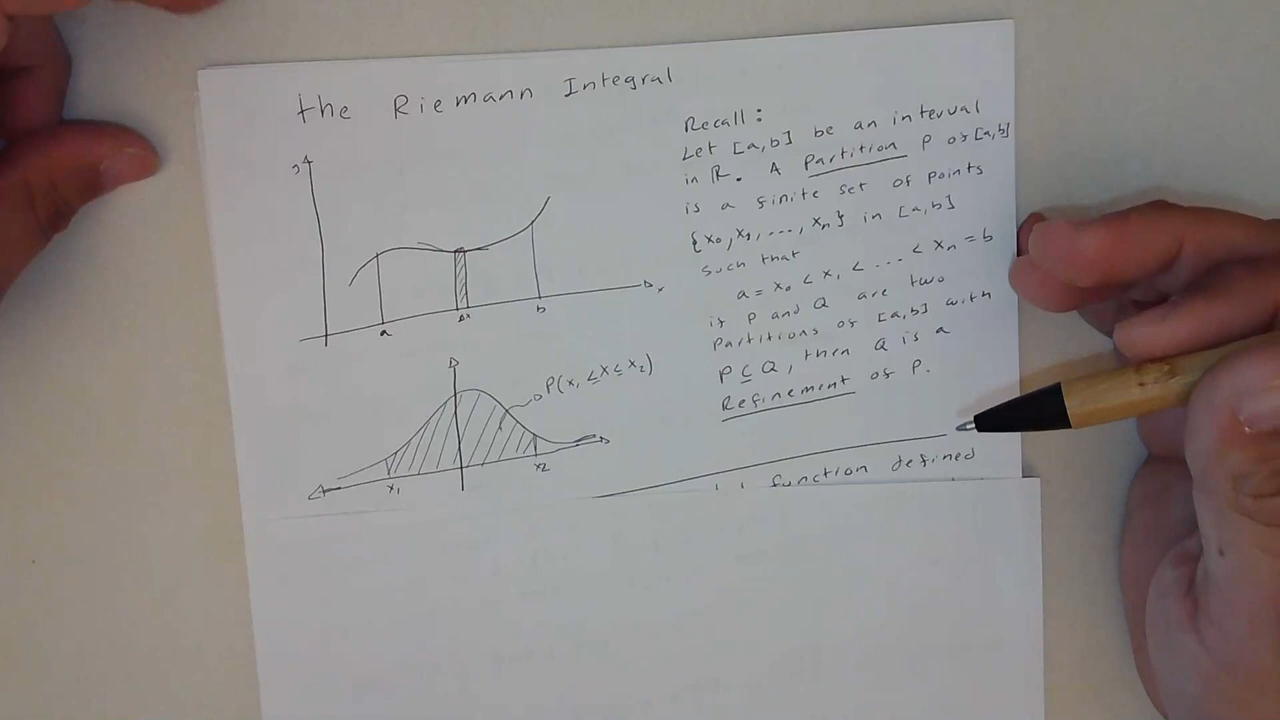 the Riemann Integral
Recall:
Let [a,b] be an interval
in ℝ. A Partition P of [a,b]
is a finite set of points
{x₀,x₁,...,xₙ} in [a,b]
such that
a = x₀ < x₁ < ... < xₙ = b
if P and Q are two
Partitions of [a,b] with
P ⊆ Q, then Q is a
Refinement of P.
y
a
Δx
b
x
P(x₁ ≤ X ≤ x₂)
x₁
x₂
function defined